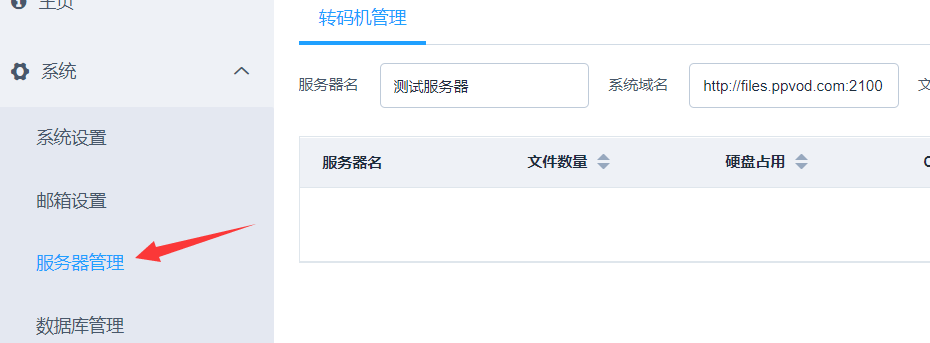 主页
系统
系统设置
邮箱设置
服务器管理
数据库管理
转码机管理
服务器名 测试服务器 系统域名 http://files.ppvod.com:2100 文
服务器名 文件数量 硬盘占用